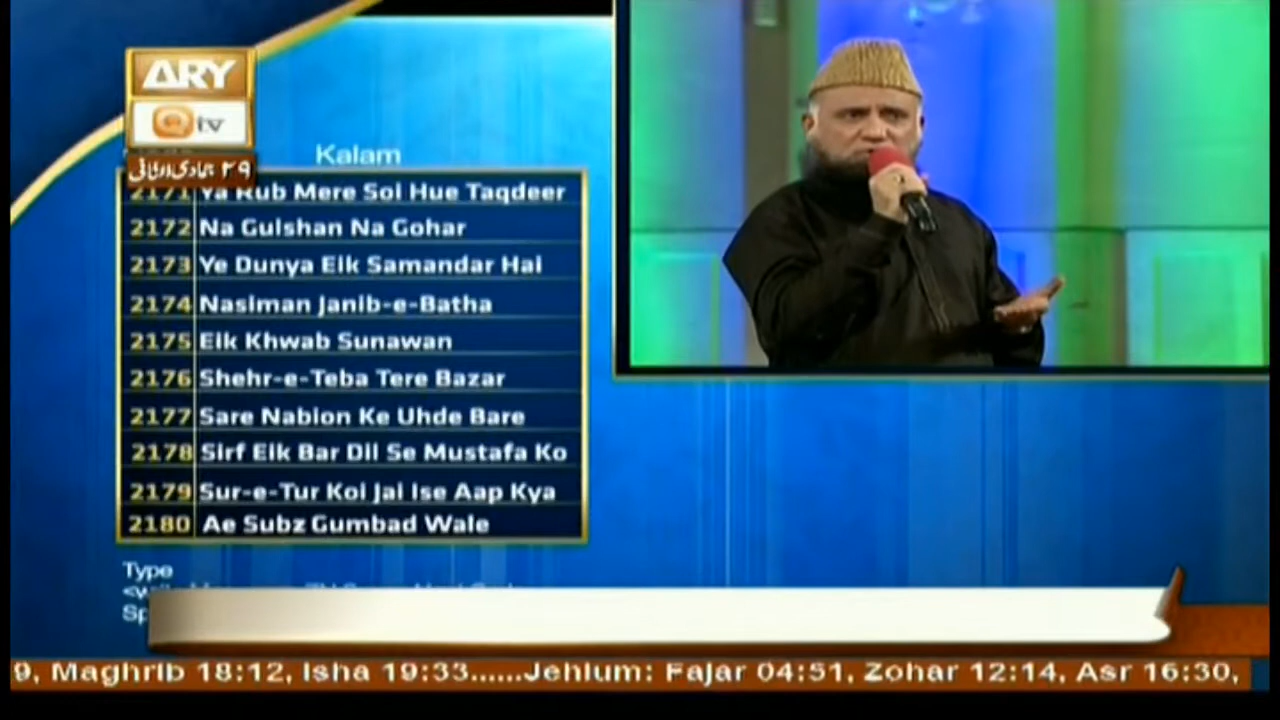 ARY
Qtv
۲۹ جمادی الثانی
Kalam
2171 Ya Rub Mere Soi Hue Taqdeer
2172 Na Gulshan Na Gohar
2173 Ye Dunya Eik Samandar Hai
2174 Nasiman Janib-e-Batha
2175 Eik Khwab Sunawan
2176 Shehr-e-Teba Tere Bazar
2177 Sare Nabion Ke Uhde Bare
2178 Sirf Eik Bar Dil Se Mustafa Ko
2179 Sur-e-Tur Koi Jai Ise Aap Kya
2180 Ae Subz Gumbad Wale
Type
9, Maghrib 18:12, Isha 19:33......Jehlum: Fajar 04:51, Zohar 12:14, Asr 16:30,